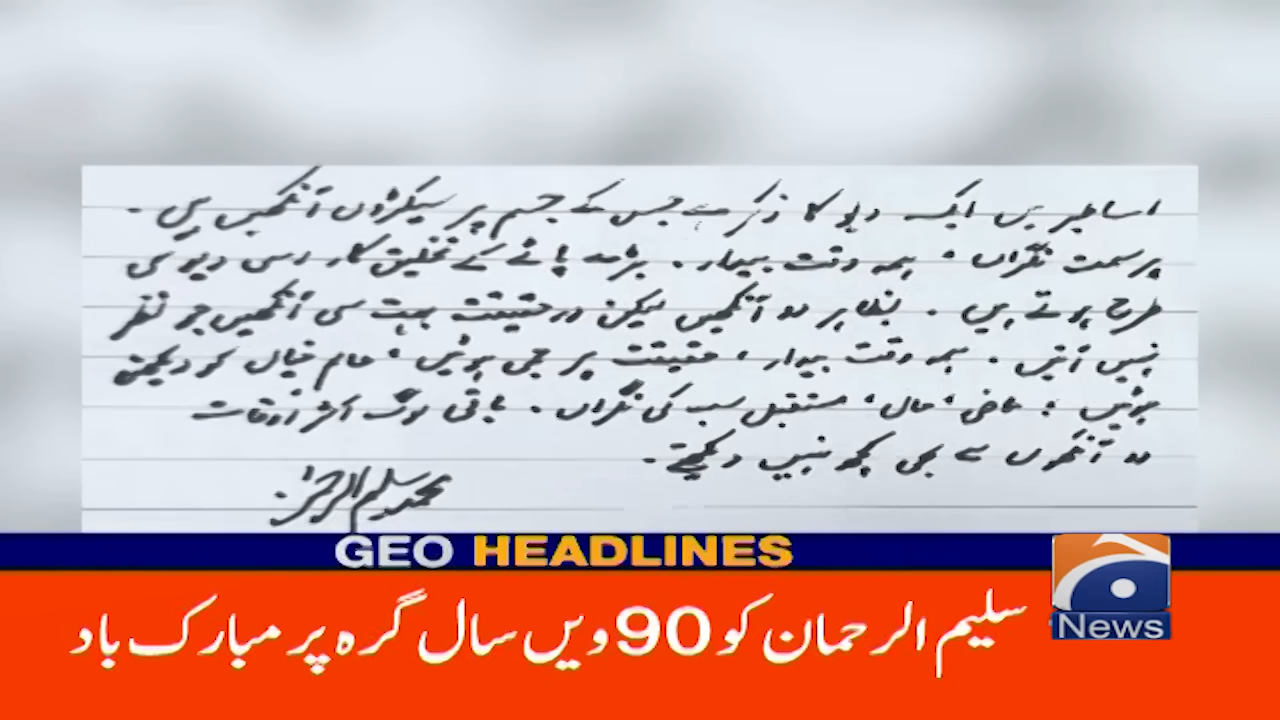 اساطیر میں ایک دیو کا ذکر ہے جس کے جسم پر سیکڑوں آنکھیں تھیں ۔
ہر سمت نگراں ، ہمہ وقت بیدار ۔ بڑے پائے کے تخلیق کار اسی دیو کی
طرح ہوتے ہیں ۔ بظاہر دو آنکھیں لیکن درحقیقت بہت سی آنکھیں جو نظر
نہیں آتیں ۔ ہمہ وقت بیدار ، حقیقت پر جمی ہوئیں ، عالم خیال کو دیکھتی
ہوئیں ؛ ماضی ، حال ، مستقبل سب کی نگراں ۔ باقی لوگ اکثر اوقات
دو آنکھوں سے بھی کچھ نہیں دیکھتے ۔
محمد سلیم الرحمٰن
GEO HEADLINES
سلیم الرحمان کو 90 ویں سال گرہ پر مبارک باد
News